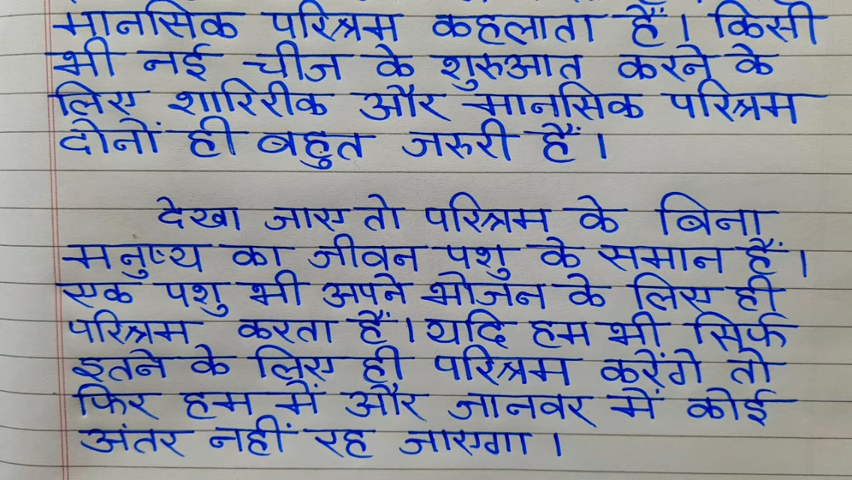 मानसिक परिश्रम कहलाता हैं। किसी
भी नई चीज के शुरुआत करने के
लिए शारिरीक और मानसिक परिश्रम
दोनों ही बहुत जरुरी हैं।
देखा जाए तो परिश्रम के बिना
मनुष्य का जीवन पशु के समान हैं।
एक पशु भी अपने भोजन के लिए ही
परिश्रम करता हैं। यदि हम भी सिर्फ
इतने के लिए ही परिश्रम करेंगे तो
फिर हम में और जानवर में कोई
अंतर नहीं रह जाएगा।